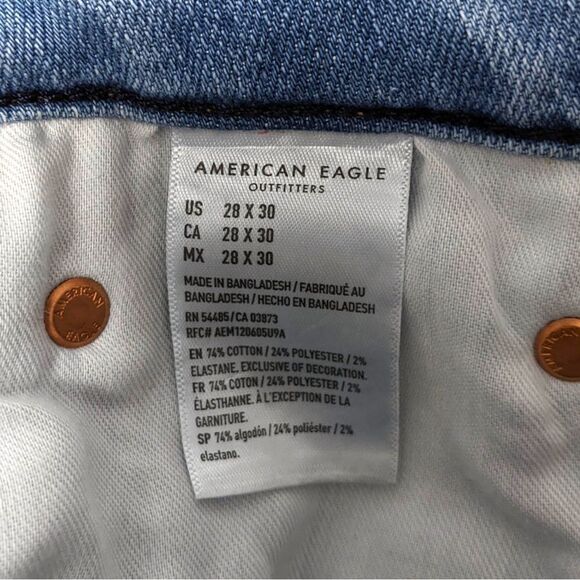 AMERICAN EAGLE
OUTFITTERS
US 28 X 30
CA 28 X 30
MX 28 X 30
MADE IN BANGLADESH / FABRIQUÉ AU
BANGLADESH / HECHO EN BANGLADESH
RN 54485/CA 03873
RFC# AEM120605U9A
EN 74% COTTON / 24% POLYESTER / 2%
ELASTANE. EXCLUSIVE OF DECORATION.
FR 74% COTON / 24% POLYESTER / 2%
ÉLASTHANNE. À L'EXCEPTION DE LA
GARNITURE.
SP 74% algodón / 24% poliéster / 2%
elastano.
AMERICAN
EAGLE